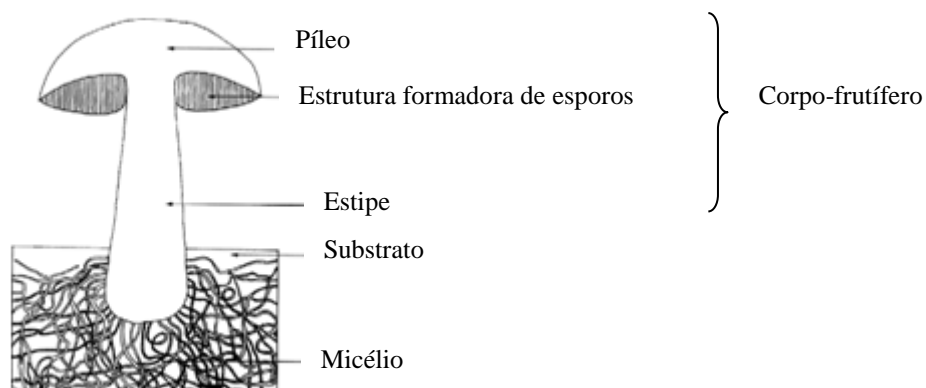 Píleo
Estrutura formadora de esporos
Corpo-frutífero
Estipe
Substrato
Micélio